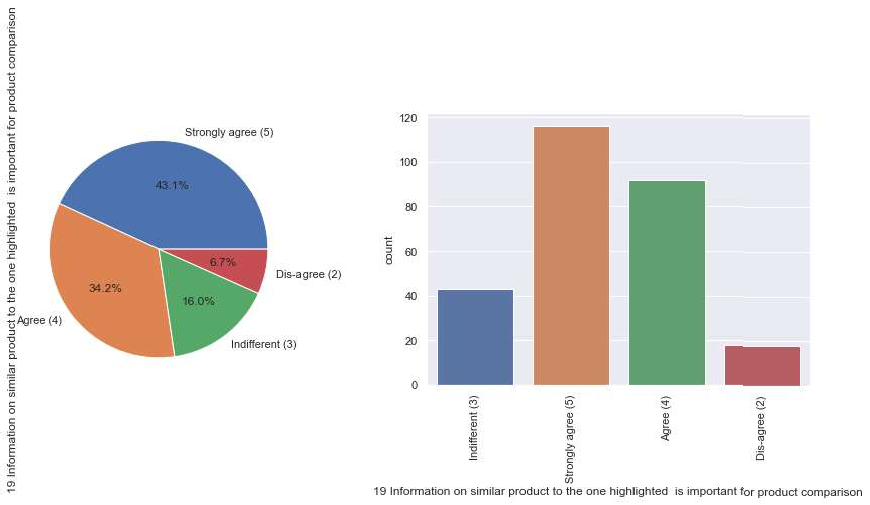 19 Information on similar product to the one highlighted  is important for product comparison
Strongly agree (5)
43.1%
6.7%
Dis-agree (2)
34.2%
16.0%
Agree (4)
Indifferent (3)
120
100
80
60
40
20
0
count
Indifferent (3)
Strongly agree (5)
Agree (4)
Dis-agree (2)
19 Information on similar product to the one highlighted  is important for product comparison